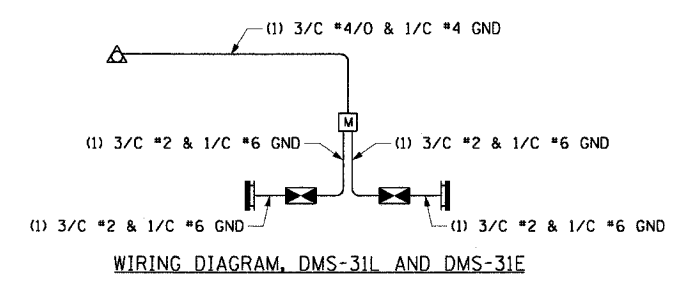 (1) 3/C #4/0 & 1/C #4 GND
M
(1) 3/C #2 & 1/C #6 GND
(1) 3/C #2 & 1/C #6 GND
(1) 3/C #2 & 1/C #6 GND
(1) 3/C #2 & 1/C #6 GND
WIRING DIAGRAM, DMS-31L AND DMS-31E